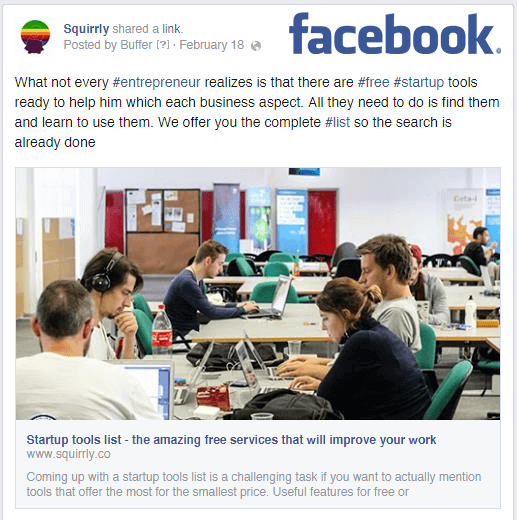 Squirrly shared a link.
facebook.
Posted by Buffer [?] · February 18
What not every #entrepreneur realizes is that there are #free #startup tools
ready to help him which each business aspect. All they need to do is find them
and learn to use them. We offer you the complete #list so the search is
already done
Beta-i
Startup tools list - the amazing free services that will improve your work
www.squirrly.co
Coming up with a startup tools list is a challenging task if you want to actually mention
tools that offer the most for the smallest price. Useful features for free or